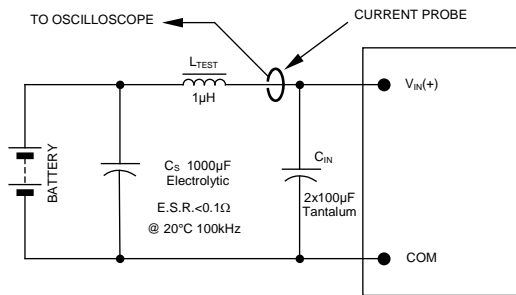 TO OSCILLOSCOPE
CURRENT PROBE
LTEST
1µH
VIN(+)
BATTERY
CS 1000µF
Electrolytic
E.S.R.<0.1Ω
@ 20°C 100kHz
CIN
2x100µF
Tantalum
COM